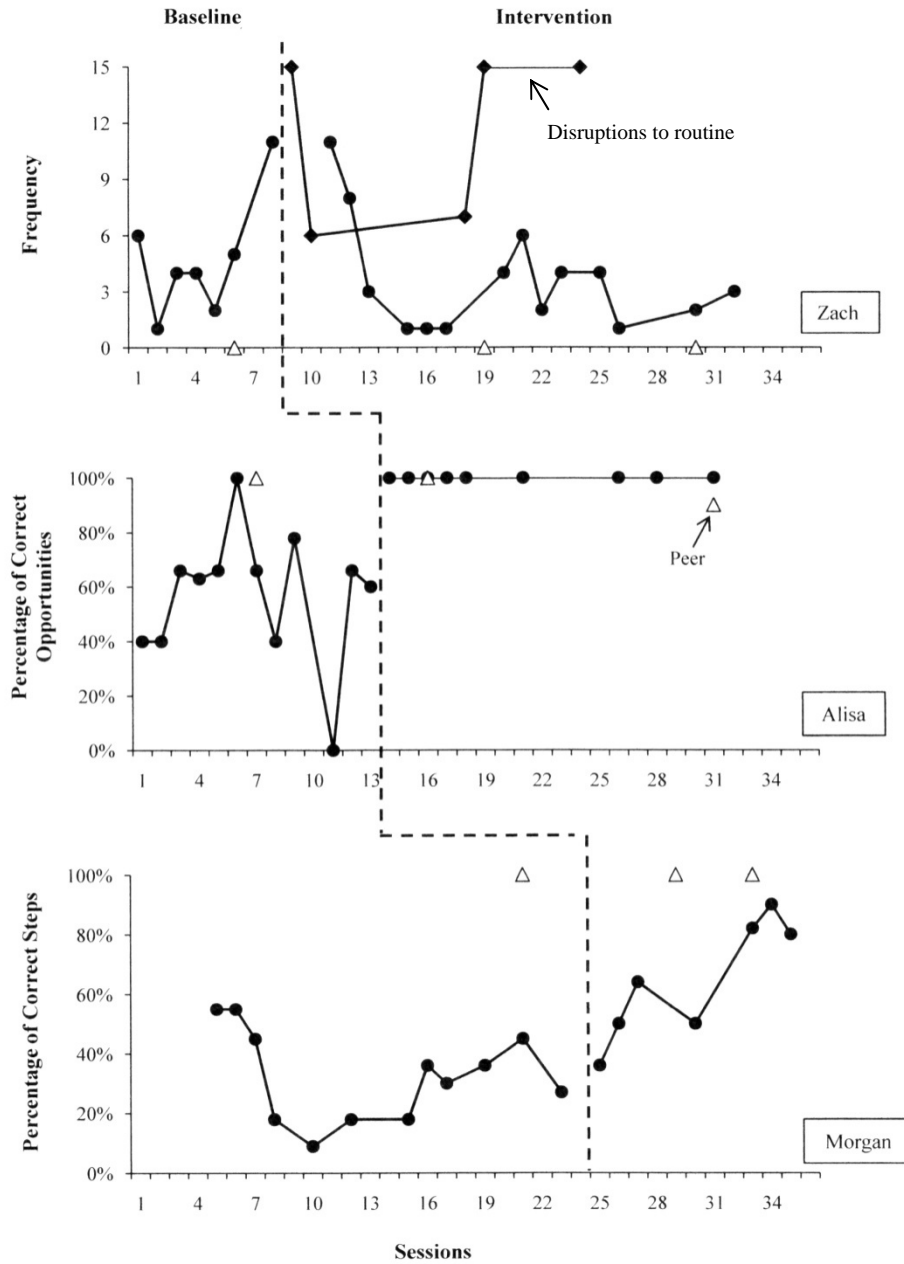 Baseline Intervention
15
12
9
6
3
0
Frequency
Disruptions to routine
Zach
1 4 7 10 13 16 19 22 25 28 31 34
100%
80%
60%
40%
20%
0%
Percentage of Correct
Opportunities
Peer
Alisa
1 4 7 10 13 16 19 22 25 28 31 34
100%
80%
60%
40%
20%
0%
Percentage of Correct Steps
Morgan
1 4 7 10 13 16 19 22 25 28 31 34
Sessions